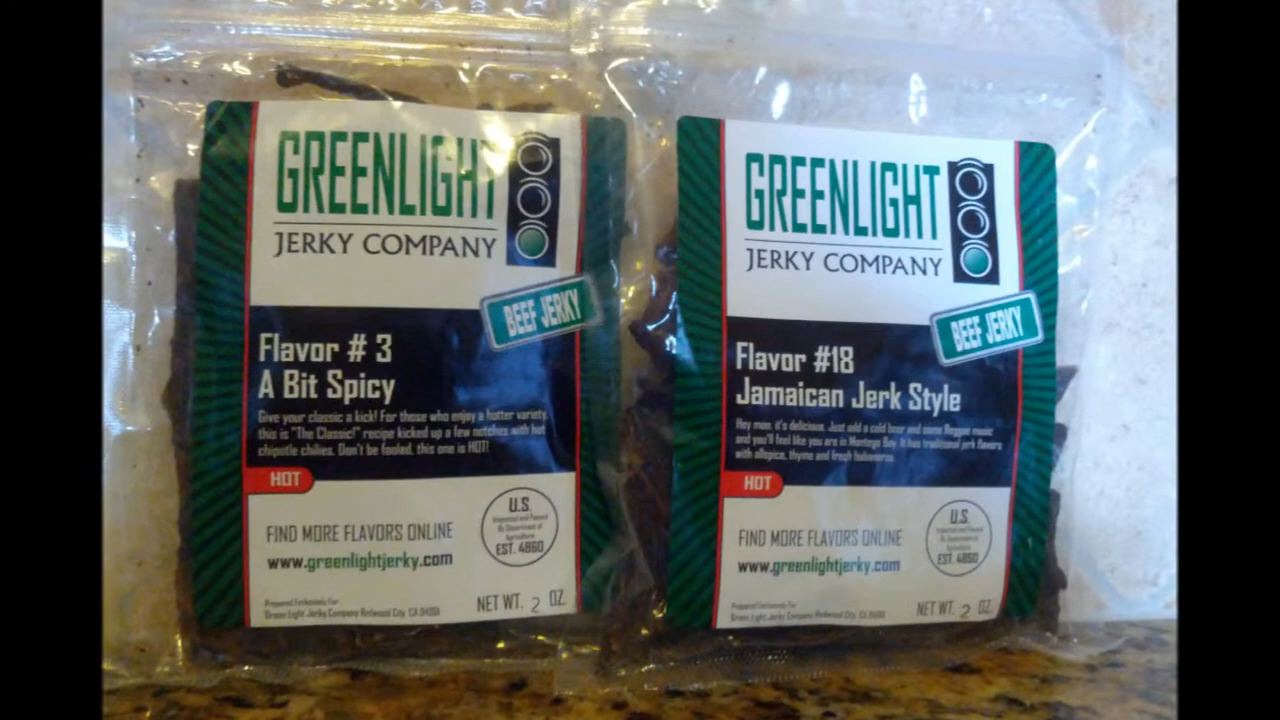 GREENLIGHT
JERKY COMPANY
BEEF JERKY
Flavor # 3
A Bit Spicy
Give your classic a kick! For those who enjoy a hotter variety,
this is "The Classic!" recipe kicked up a few notches with hot
chipotle chilies. Don't be fooled, this one is HOT!
HOT
FIND MORE FLAVORS ONLINE
www.greenlightjerky.com
U.S.
Inspected and Passed
By Department of
Agriculture
EST. 4860
Prepared Exclusively For
Green Light Jerky Company Redwood City, CA
NET WT. 2 OZ.
GREENLIGHT
JERKY COMPANY
BEEF JERKY
Flavor #18
Jamaican Jerk Style
Hey mon, it's delicious. Just add a cold beer and some Reggae music
and you'll feel like you are in Montego Bay. It has traditional jerk flavors
with allspice, thyme and fresh habaneros.
HOT
FIND MORE FLAVORS ONLINE
www.greenlightjerky.com
U.S.
Inspected and Passed
By Department of
Agriculture
EST. 4860
Prepared Exclusively For
Green Light Jerky Company Redwood City, CA
NET WT. 2 OZ.